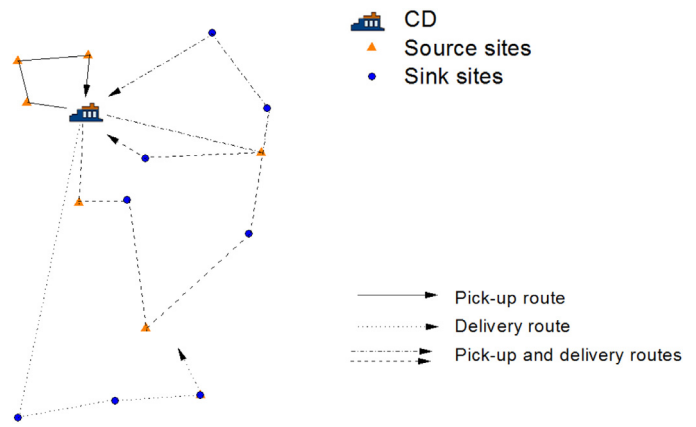 CD
Source sites
Sink sites
Pick-up route
Delivery route
Pick-up and delivery routes